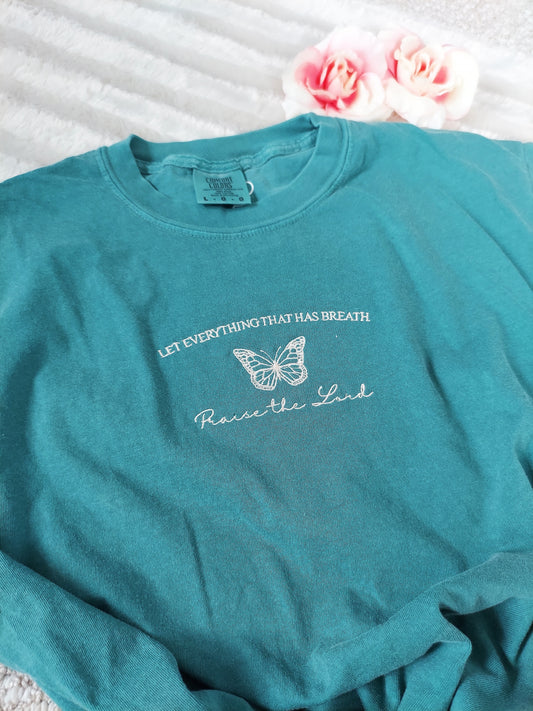 COMFORT
COLORS
L · G · G
LET EVERYTHING THAT HAS BREATH
Praise the Lord